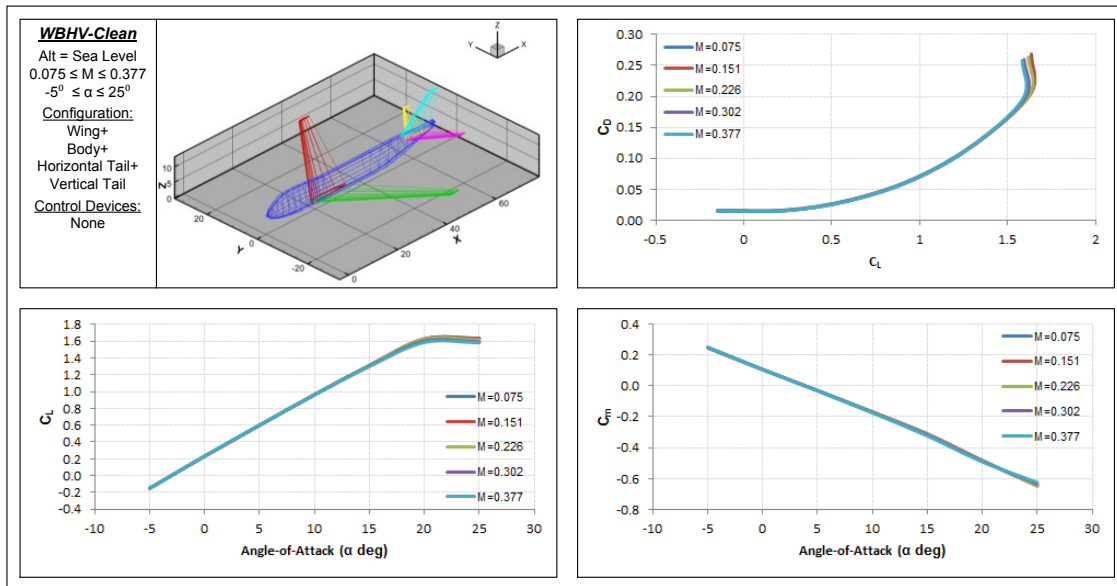 WBHV-Clean
Alt = Sea Level
0.075 ≤ M ≤ 0.377
-5⁰ ≤ α ≤ 25⁰
Configuration:
Wing+
Body+
Horizontal Tail+
Vertical Tail
Control Devices:
None
Z
Y
X
10
5
0
Z
20
0
-20
Y
0
20
40
60
X
0.30
0.25
0.20
0.15
0.10
0.05
0.00
C_D
M=0.075
M=0.151
M=0.226
M=0.302
M=0.377
-0.5
0
0.5
1
1.5
2
C_L
1.8
1.6
1.4
1.2
1.0
0.8
0.6
0.4
0.2
0.0
-0.2
-0.4
C_L
M=0.075
M=0.151
M=0.226
M=0.302
M=0.377
-10
-5
0
5
10
15
20
25
30
Angle-of-Attack (α deg)
0.4
0.2
0.0
-0.2
-0.4
-0.6
-0.8
C_m
M=0.075
M=0.151
M=0.226
M=0.302
M=0.377
-10
-5
0
5
10
15
20
25
30
Angle-of-Attack (α deg)